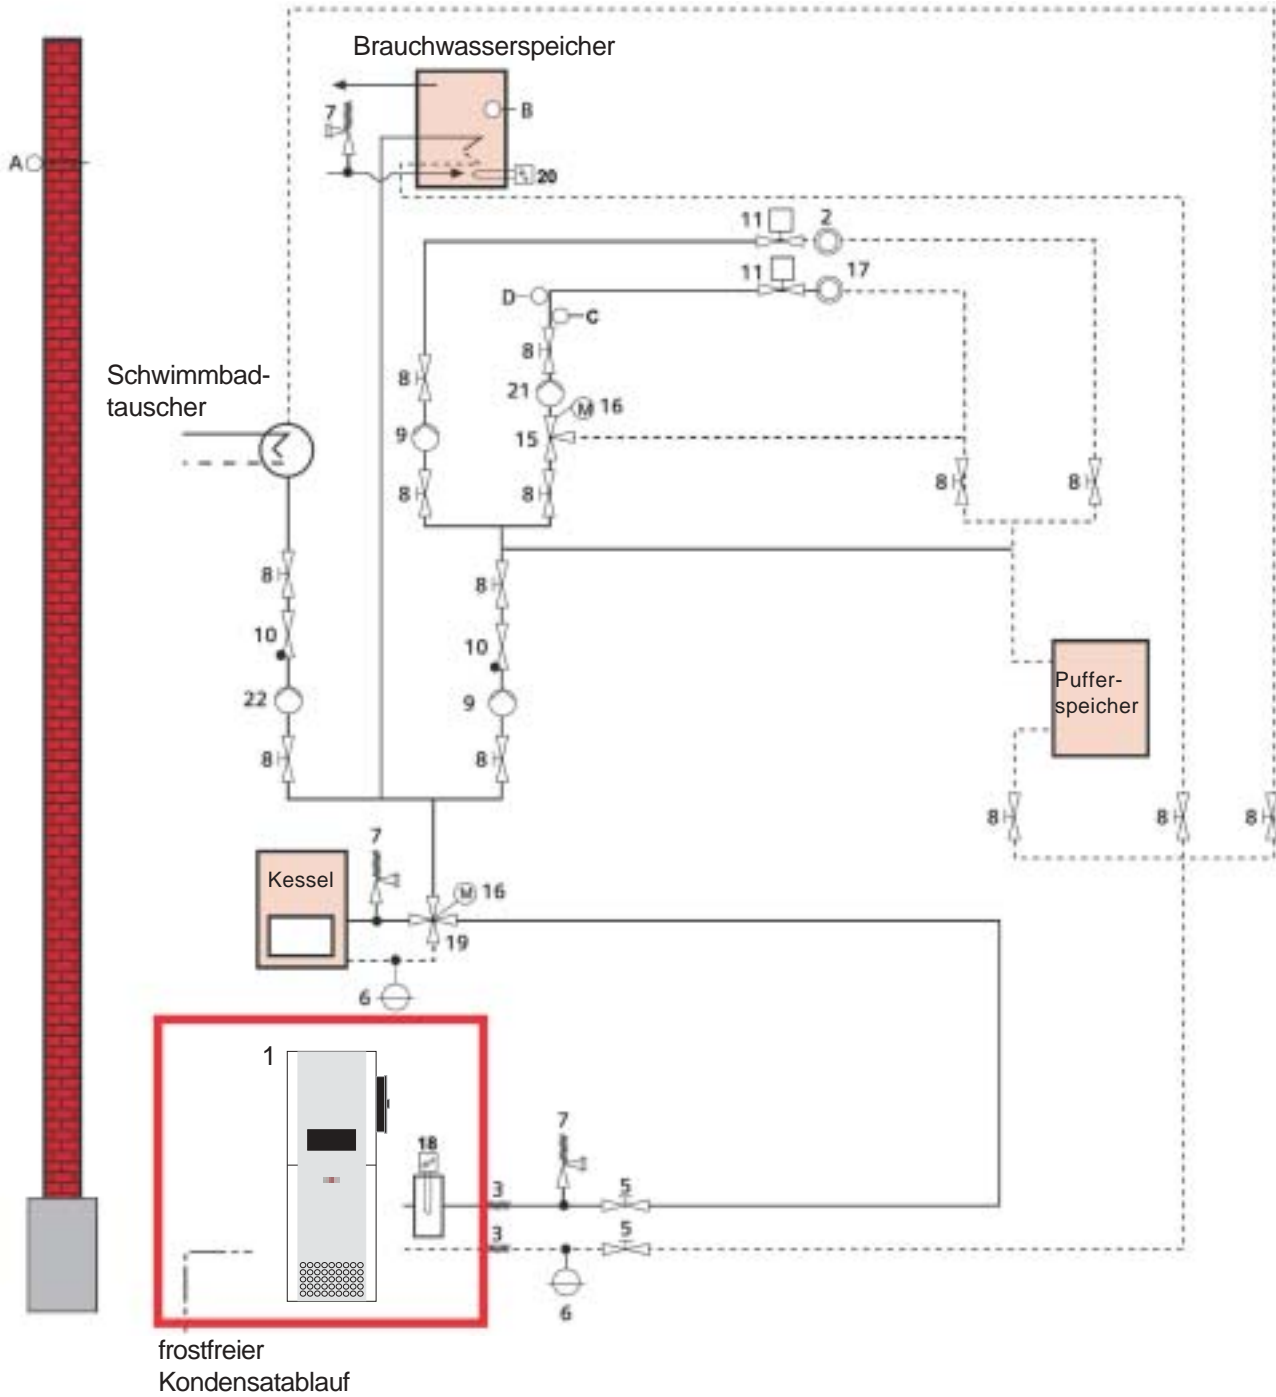 Brauchwasserspeicher
7
B
A
20
11
2
11
17
D
C
8
Schwimmbad-
tauscher
8
21
M
16
9
15
8
8
8
8
8
8
10
10
Puffer-
speicher
22
9
8
8
8
8
8
7
Kessel
M
16
19
6
1
7
18
3
5
3
5
6
frostfreier
Kondensatablauf